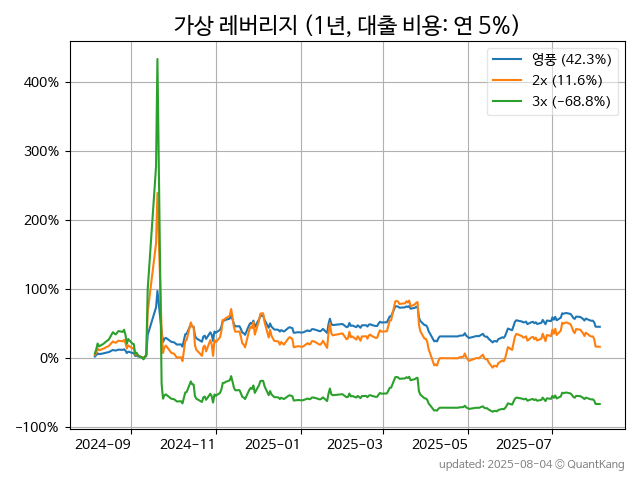 가상 레버리지 (1년, 대출 비용: 연 5%)
영풍 (42.3%)
2x (11.6%)
3x (−68.8%)
400%
300%
200%
100%
0%
−100%
2024-09 2024-11 2025-01 2025-03 2025-05 2025-07
updated: 2025-08-04 © QuantKang